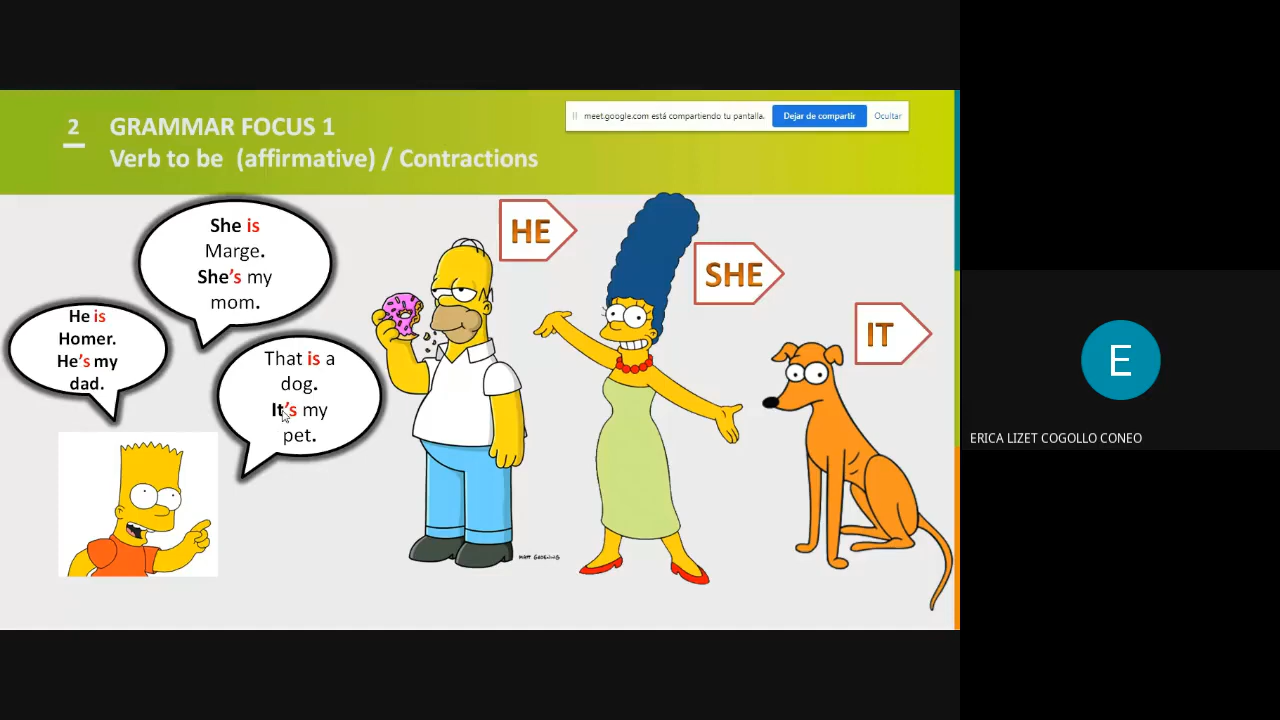 2
GRAMMAR FOCUS 1
Verb to be (affirmative) / Contractions
meet.google.com está compartiendo tu pantalla.
Dejar de compartir
Ocultar
She is
Marge.
She's my
mom.
He is
Homer.
He's my
dad.
That is a
dog.
It's my
pet.
HE
SHE
IT
MATT GROENING
E
ERICA LIZET COGOLLO CONEO